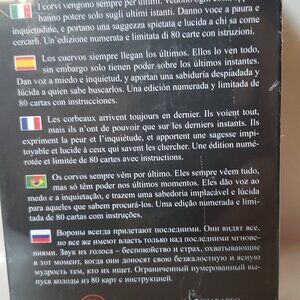 I corvi vengono sempre per ultimi. Vedono ogni
hanno potere solo sugli ultimi istanti. Danno voce a paure e
inquietudine, e portano una saggezza spietata e lucida a chi sa come
cercarli. Un'edizione numerata e limitata di 80 carte con istruzioni.
Los cuervos siempre llegan los últimos. Ellos lo ven todo,
sin embargo solo tienen poder sobre los últimos instantes.
Dan voz a miedo e inquietud, y aportan una sabiduría despiadada y
lúcida a quien sabe buscarlos. Una edición numerada y limitada de
80 cartas con instrucciones.
Les corbeaux arrivent toujours en dernier. Ils voient tout,
mais ils n'ont de pouvoir que sur les derniers instants. Ils
expriment la peur et l'inquiétude, et apportent une sagesse impi-
toyable et lucide à ceux qui savent les chercher. Une édition numé-
rotée et limitée de 80 cartes avec instructions.
Os corvos sempre vêm por último. Eles sempre vêem tudo,
mas só têm poder nos últimos momentos. Eles dão voz ao
medo e a inquietação, e trazem uma sabedoria implacável e lúcida
para aqueles que sabem procurá-los. Uma edição numerada e limi-
tada de 80 cartas com instruções.
Вороны всегда прилетают последними. Они видят все,
но все же имеют власть только над последними мгнове-
ниями. Звук их голоса – беспокойство и страх, охватывающие
в тот момент, когда они доносят свою безжалостную и ясную
мудрость тем, кто их ищет. Ограниченный нумерованный вы-
пуск колоды из 80 карт с инструкцией.